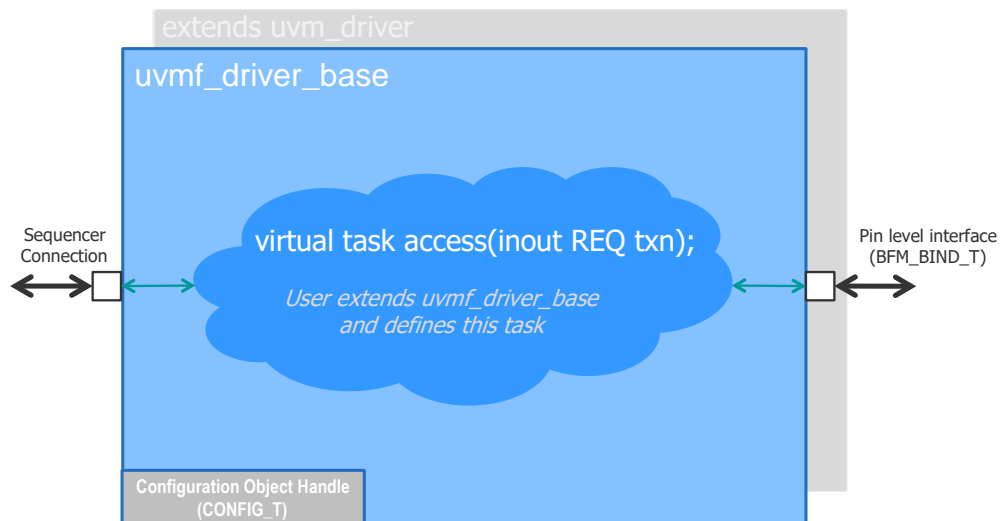 extends uvm_driver
uvmf_driver_base
virtual task access(inout REQ txn);
User extends uvmf_driver_base
and defines this task
Sequencer
Connection
Pin level interface
(BFM_BIND_T)
Configuration Object Handle
(CONFIG_T)